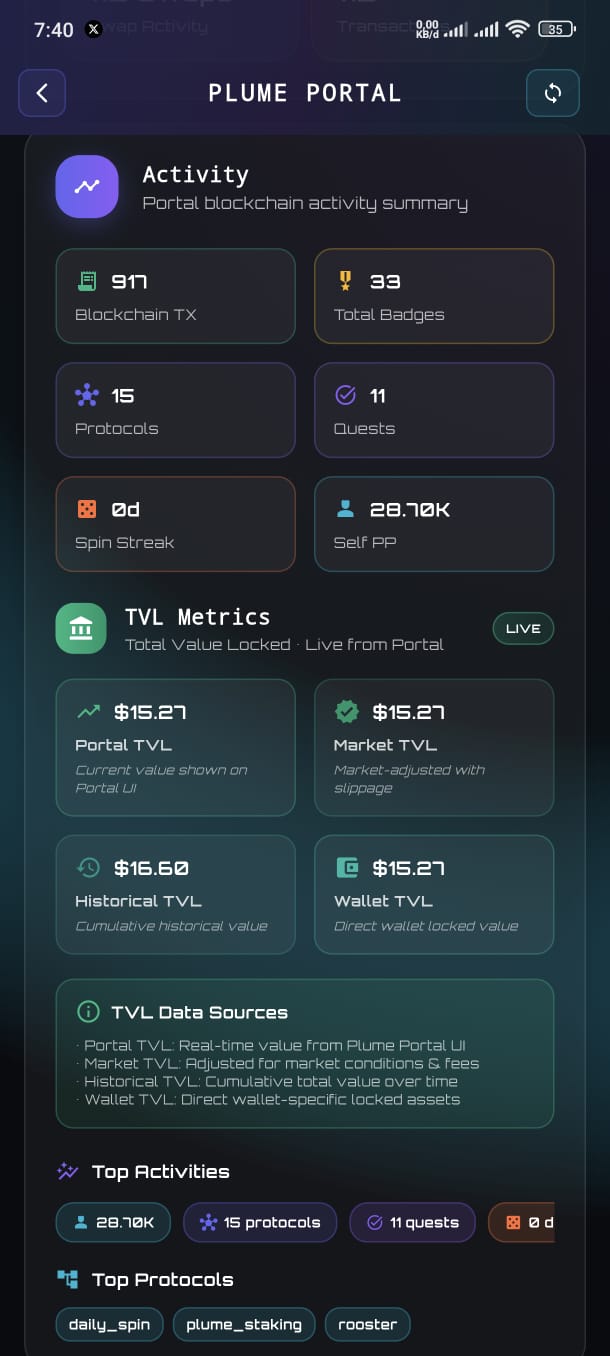 7:40
0,00
KB/d
35
Swap Activity
Transactions
PLUME PORTAL
Activity
Portal blockchain activity summary
917
Blockchain TX
33
Total Badges
15
Protocols
11
Quests
0d
Spin Streak
28.70K
Self PP
TVL Metrics
Total Value Locked · Live from Portal
LIVE
$15.27
Portal TVL
Current value shown on
Portal UI
$15.27
Market TVL
Market-adjusted with
slippage
$16.60
Historical TVL
Cumulative historical value
$15.27
Wallet TVL
Direct wallet locked value
TVL Data Sources
· Portal TVL: Real-time value from Plume Portal UI
· Market TVL: Adjusted for market conditions & fees
· Historical TVL: Cumulative total value over time
· Wallet TVL: Direct wallet-specific locked assets
Top Activities
28.70K
15 protocols
11 quests
0 d
Top Protocols
daily_spin
plume_staking
rooster